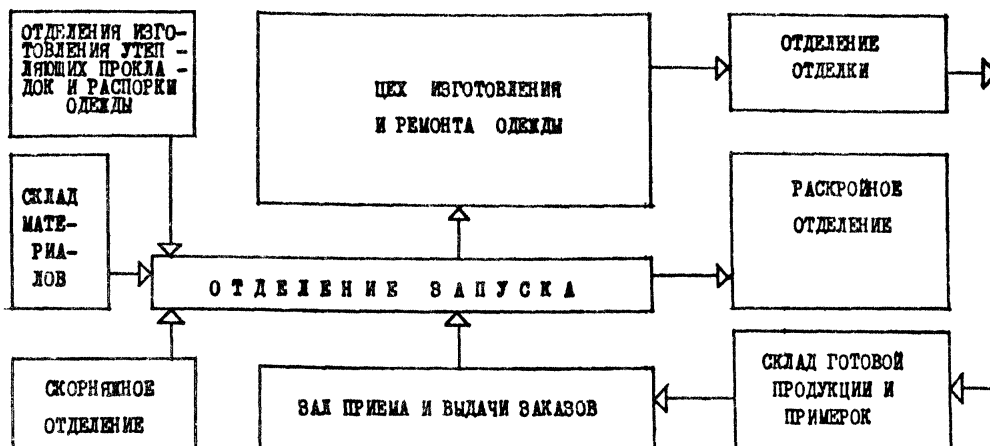 ОТДЕЛЕНИЯ ИЗГО-
ТОВЛЕНИЯ УТЕП -
ЛЯЮЩИХ ПРОКЛА -
ДОК И РАСПОРКИ
ОДЕЖДЫ
ЦЕХ ИЗГОТОВЛЕНИЯ
И РЕМОНТА ОДЕЖДЫ
ОТДЕЛЕНИЕ
ОТДЕЛКИ
СКЛАД
МАТЕ-
РИА-
ЛОВ
РАСКРОЙНОЕ
ОТДЕЛЕНИЕ
ОТДЕЛЕНИЕ ЗАПУСКА
СКОРНЯЖНОЕ
ОТДЕЛЕНИЕ
ЗАЛ ПРИЕМА И ВЫДАЧИ ЗАКАЗОВ
СКЛАД ГОТОВОЙ
ПРОДУКЦИИ И
ПРИМЕРОК